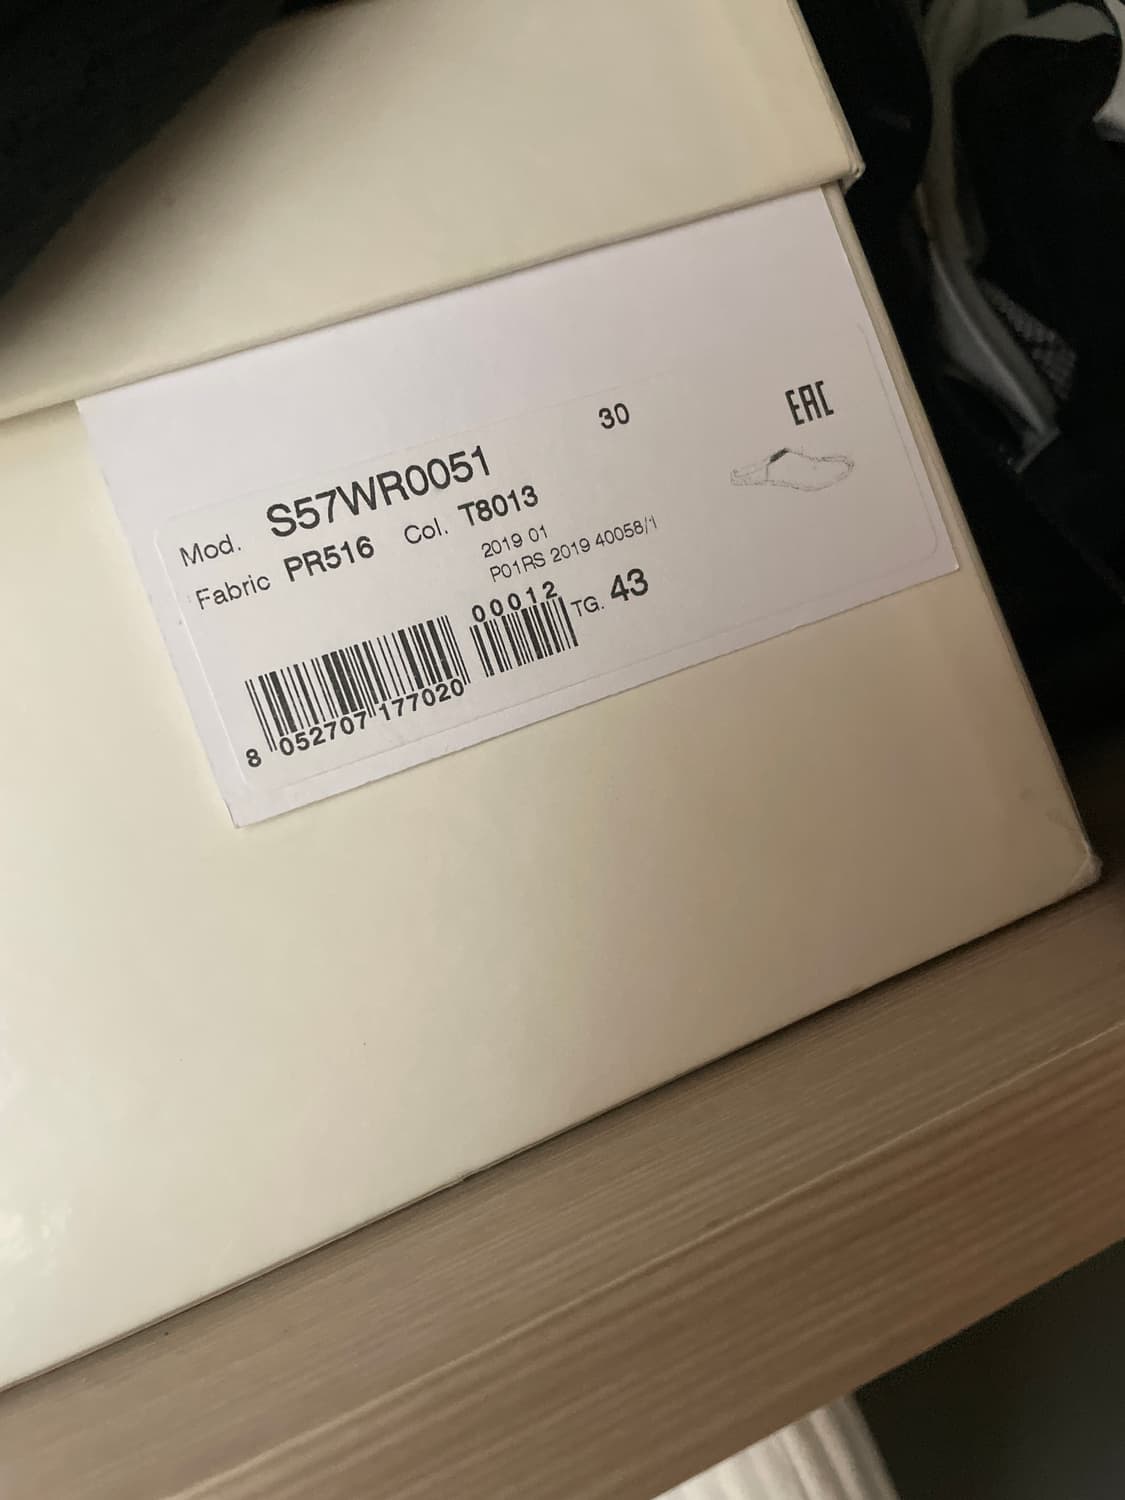 30
EAC
Mod. S57WR0051
Fabric PR516 Col. T8013
2019 01
P01RS 2019 40058/1
00012 TG. 43
8 052707 177020